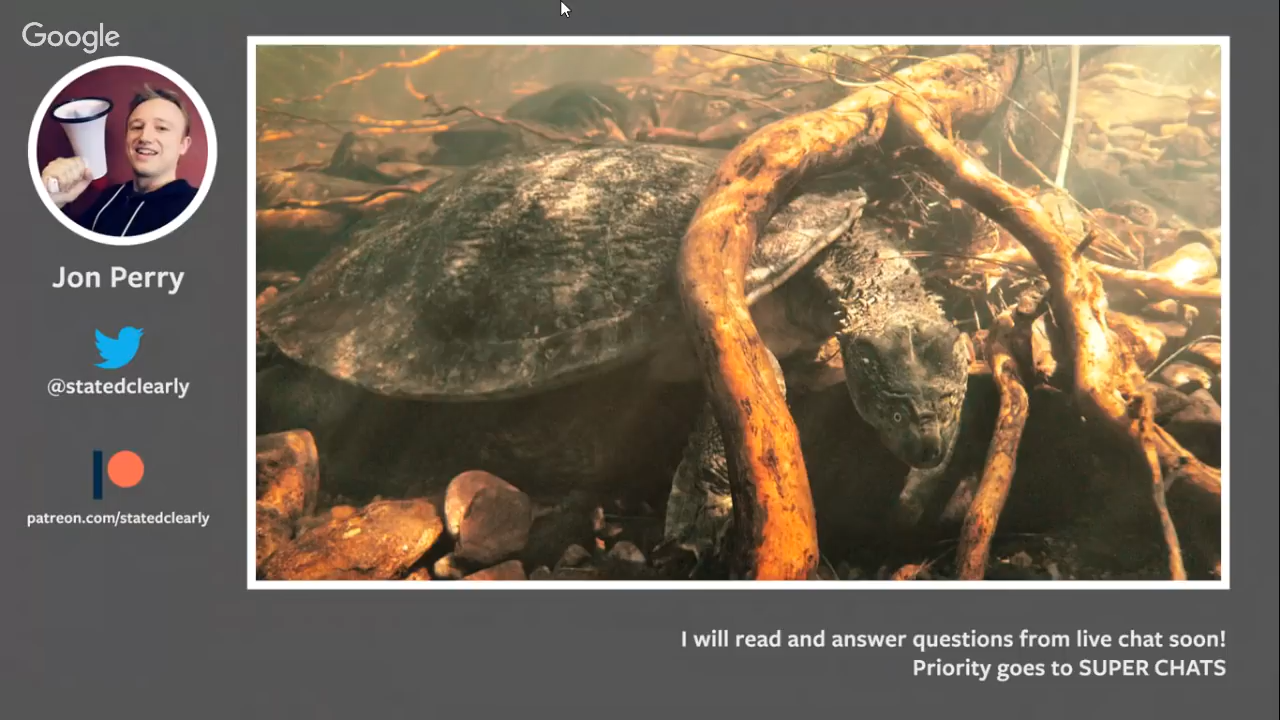 Google
Jon Perry
@statedclearly
patreon.com/statedclearly
I will read and answer questions from live chat soon!
Priority goes to SUPER CHATS